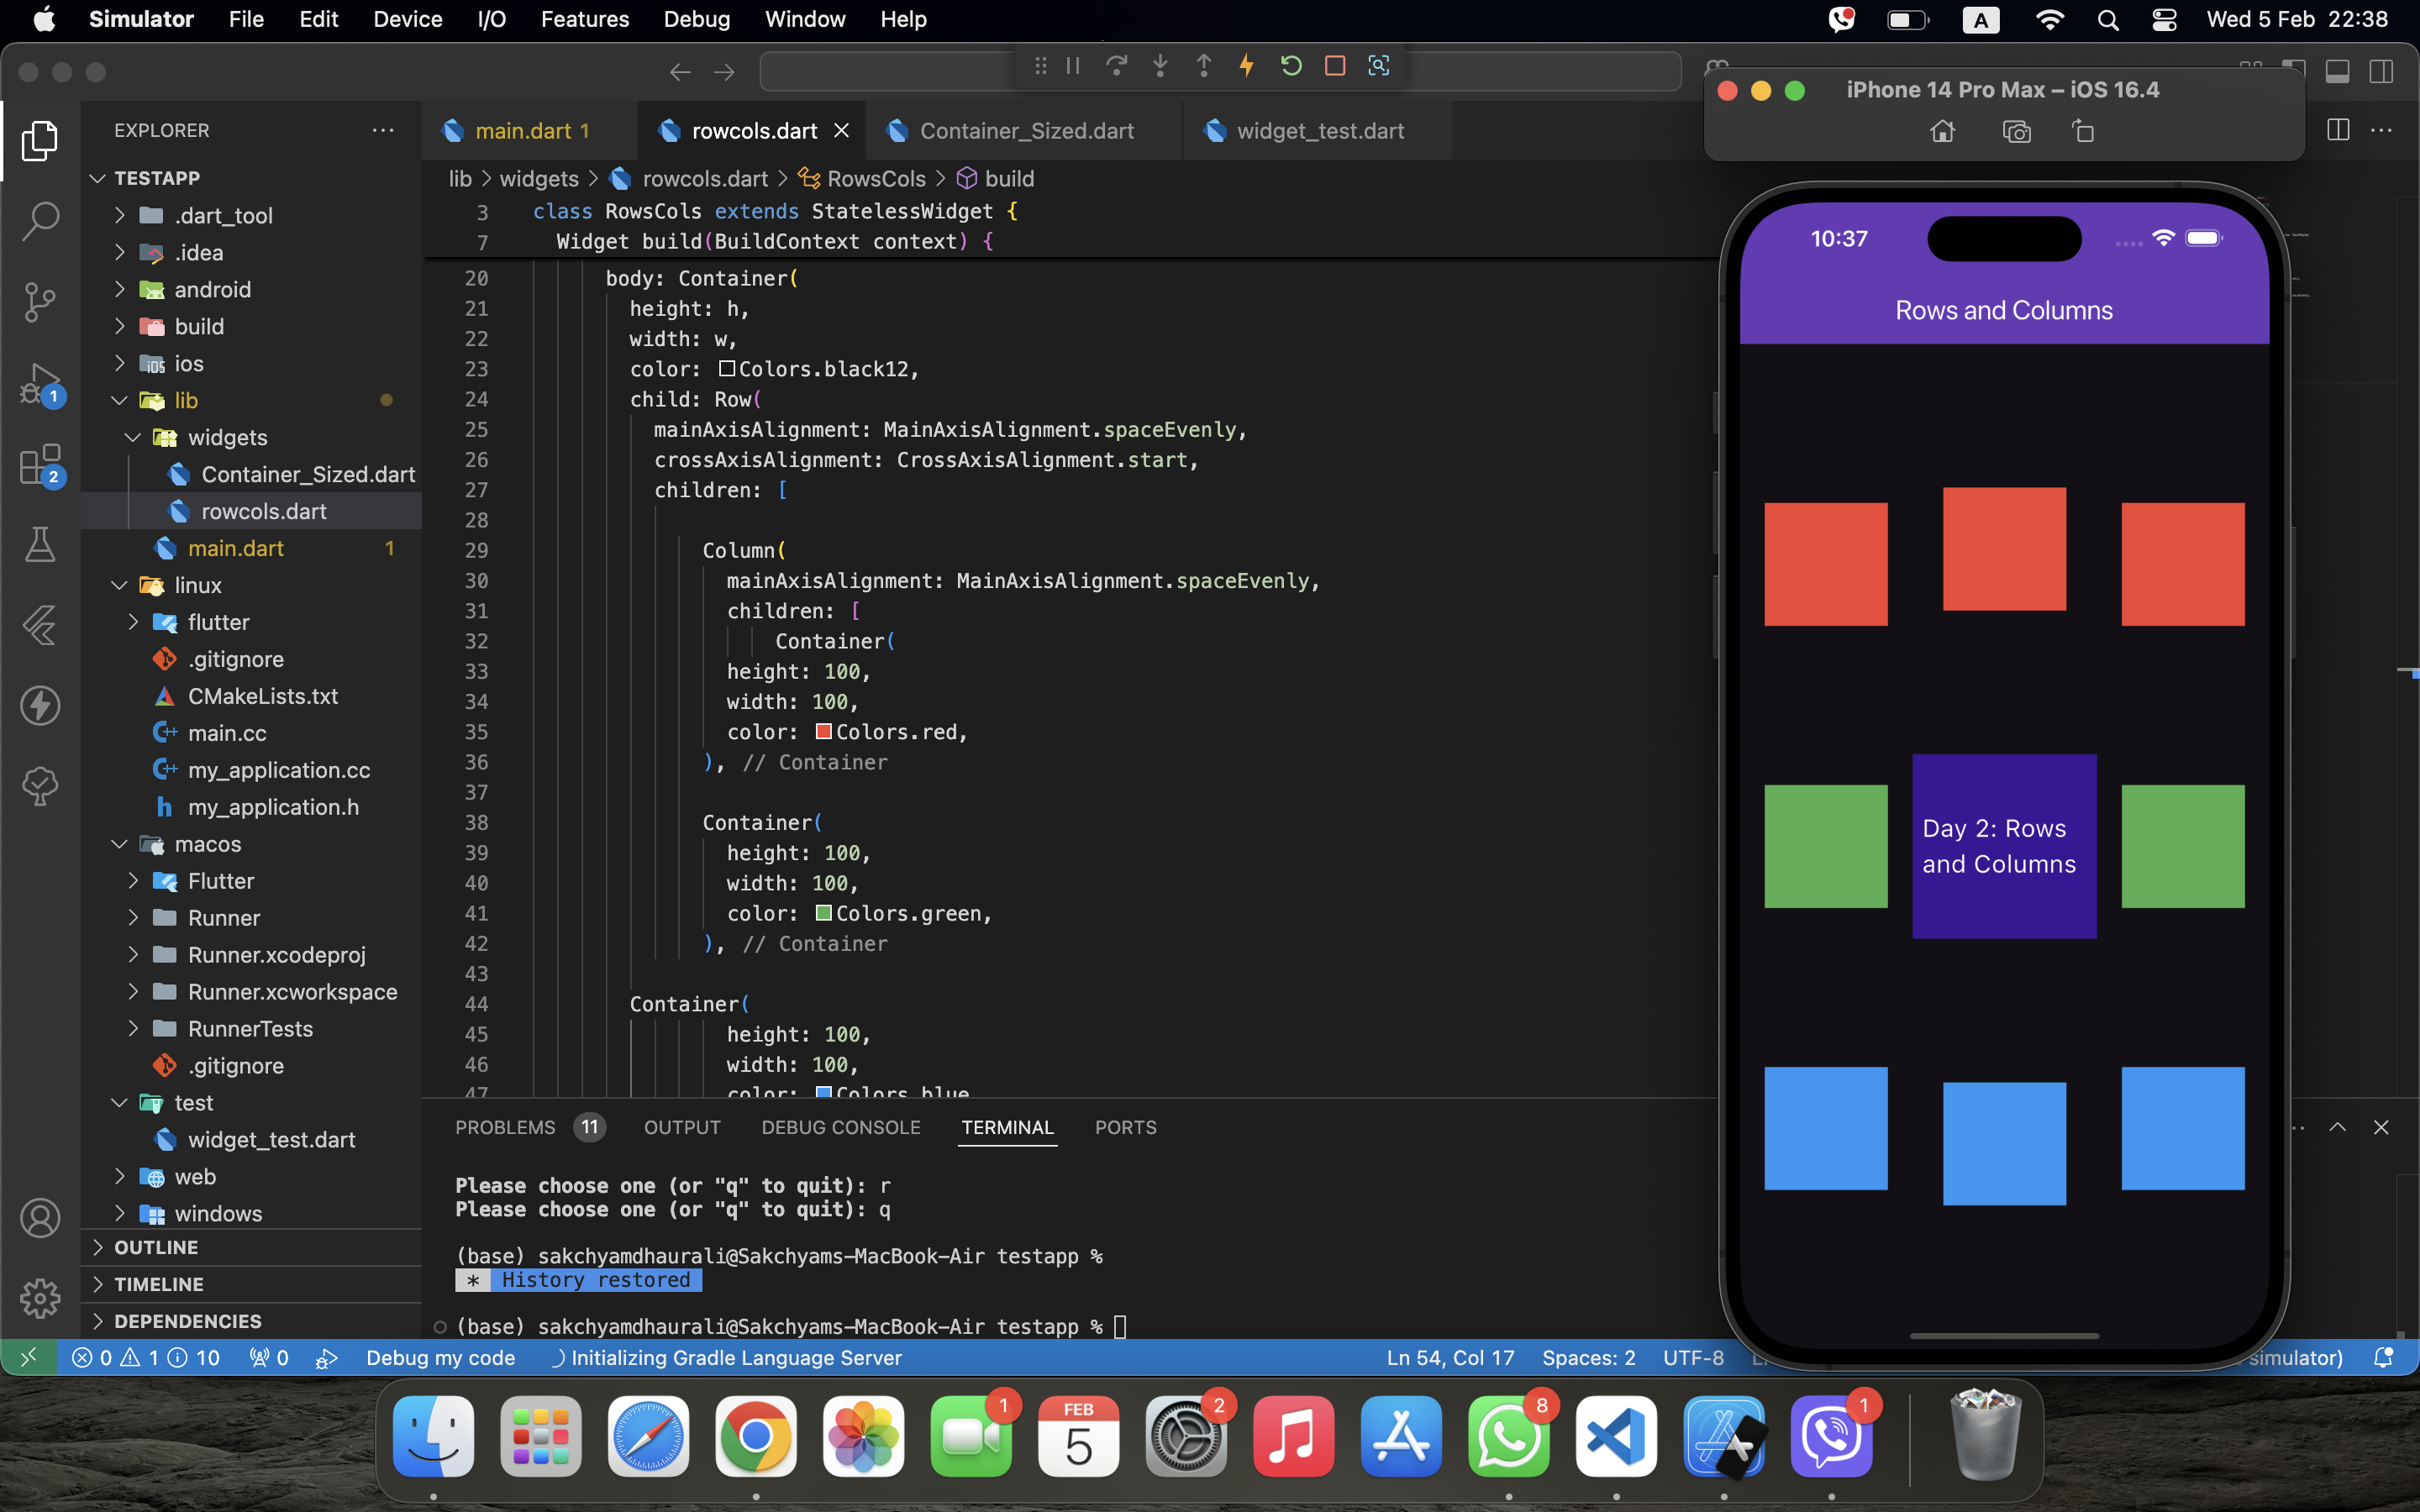 Simulator File Edit Device I/O Features Debug Window Help
A
Wed 5 Feb 22:38
EXPLORER
TESTAPP
.dart_tool
.idea
android
build
ios
lib
widgets
Container_Sized.dart
rowcols.dart
main.dart 1
linux
flutter
.gitignore
CMakeLists.txt
main.cc
my_application.cc
my_application.h
macos
Flutter
Runner
Runner.xcodeproj
Runner.xcworkspace
RunnerTests
.gitignore
test
widget_test.dart
web
windows
OUTLINE
TIMELINE
DEPENDENCIES
1
2
main.dart 1 rowcols.dart Container_Sized.dart widget_test.dart
lib > widgets > rowcols.dart > RowsCols > build
3 class RowsCols extends StatelessWidget {
7 Widget build(BuildContext context) {
20 body: Container(
21 height: h,
22 width: w,
23 color: Colors.black12,
24 child: Row(
25 mainAxisAlignment: MainAxisAlignment.spaceEvenly,
26 crossAxisAlignment: CrossAxisAlignment.start,
27 children: [
28
29 Column(
30 mainAxisAlignment: MainAxisAlignment.spaceEvenly,
31 children: [
32 Container(
33 height: 100,
34 width: 100,
35 color: Colors.red,
36 ), // Container
37
38 Container(
39 height: 100,
40 width: 100,
41 color: Colors.green,
42 ), // Container
43
44 Container(
45 height: 100,
46 width: 100,
47 color: Colors.blue
PROBLEMS 11 OUTPUT DEBUG CONSOLE TERMINAL PORTS
Please choose one (or "q" to quit): r
Please choose one (or "q" to quit): q
(base) sakchyamdhaurali@Sakchyams-MacBook-Air testapp %
* History restored
(base) sakchyamdhaurali@Sakchyams-MacBook-Air testapp %
0 1 10 0 Debug my code Initializing Gradle Language Server Ln 54, Col 17 Spaces: 2 UTF-8 simulator)
iPhone 14 Pro Max – iOS 16.4
10:37
Rows and Columns
Day 2: Rows
and Columns
1
FEB
5
2
8
1